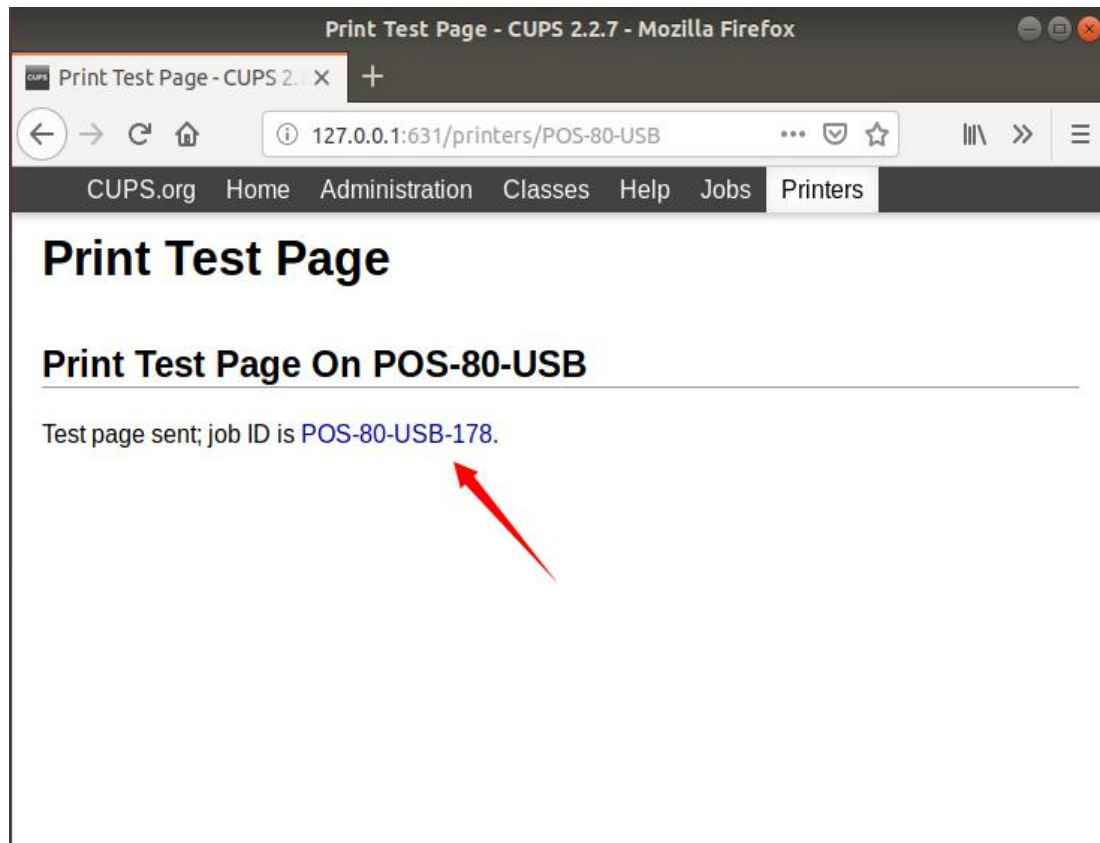 Print Test Page - CUPS 2.2.7 - Mozilla Firefox
CUPS Print Test Page - CUPS 2.
127.0.0.1:631/printers/POS-80-USB
CUPS.org Home Administration Classes Help Jobs Printers
Print Test Page
Print Test Page On POS-80-USB
Test page sent; job ID is POS-80-USB-178.